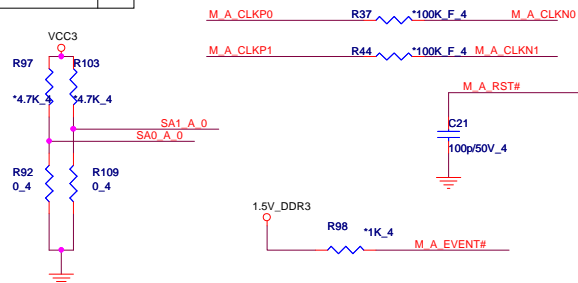 M_A_CLKP0 R37 *100K_F_4 M_A_CLKN0
M_A_CLKP1 R44 *100K_F_4 M_A_CLKN1
VCC3
R97 R103
*4.7K_4 *4.7K_4
M_A_RST#
C21
100p/50V_4
SA1_A_0
SA0_A_0
R92 R109
0_4 0_4
1.5V_DDR3
R98 *1K_4
M_A_EVENT#